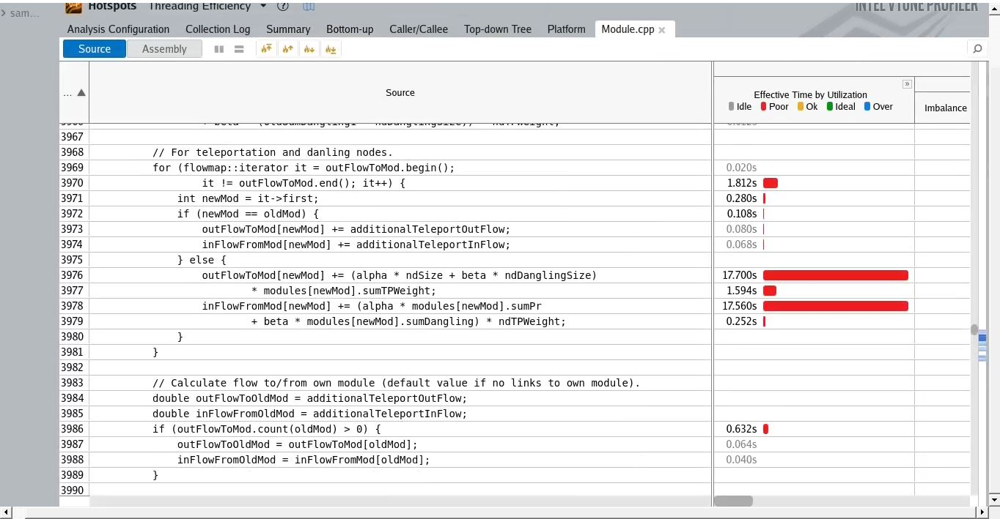 sam...
Hotspots Threading Efficiency
INTEL VTUNE PROFILER
Analysis Configuration Collection Log Summary Bottom-up Caller/Callee Top-down Tree Platform Module.cpp
Source Assembly
... Source
Effective Time by Utilization
Idle Poor Ok Ideal Over Imbalance
3967
3968 // For teleportation and danling nodes.
3969 for (flowmap::iterator it = outFlowToMod.begin(); 0.020s
3970 it != outFlowToMod.end(); it++) { 1.812s
3971 int newMod = it->first; 0.280s
3972 if (newMod == oldMod) { 0.108s
3973 outFlowToMod[newMod] += additionalTeleportOutFlow; 0.080s
3974 inFlowFromMod[newMod] += additionalTeleportInFlow; 0.068s
3975 } else {
3976 outFlowToMod[newMod] += (alpha * ndSize + beta * ndDanglingSize) 17.700s
3977 * modules[newMod].sumTPWeight; 1.594s
3978 inFlowFromMod[newMod] += (alpha * modules[newMod].sumPr 17.560s
3979 + beta * modules[newMod].sumDangling) * ndTPWeight; 0.252s
3980 }
3981 }
3982
3983 // Calculate flow to/from own module (default value if no links to own module).
3984 double outFlowToOldMod = additionalTeleportOutFlow;
3985 double inFlowFromOldMod = additionalTeleportInFlow;
3986 if (outFlowToMod.count(oldMod) > 0) { 0.632s
3987 outFlowToOldMod = outFlowToMod[oldMod]; 0.064s
3988 inFlowFromOldMod = inFlowFromMod[oldMod]; 0.040s
3989 }
3990